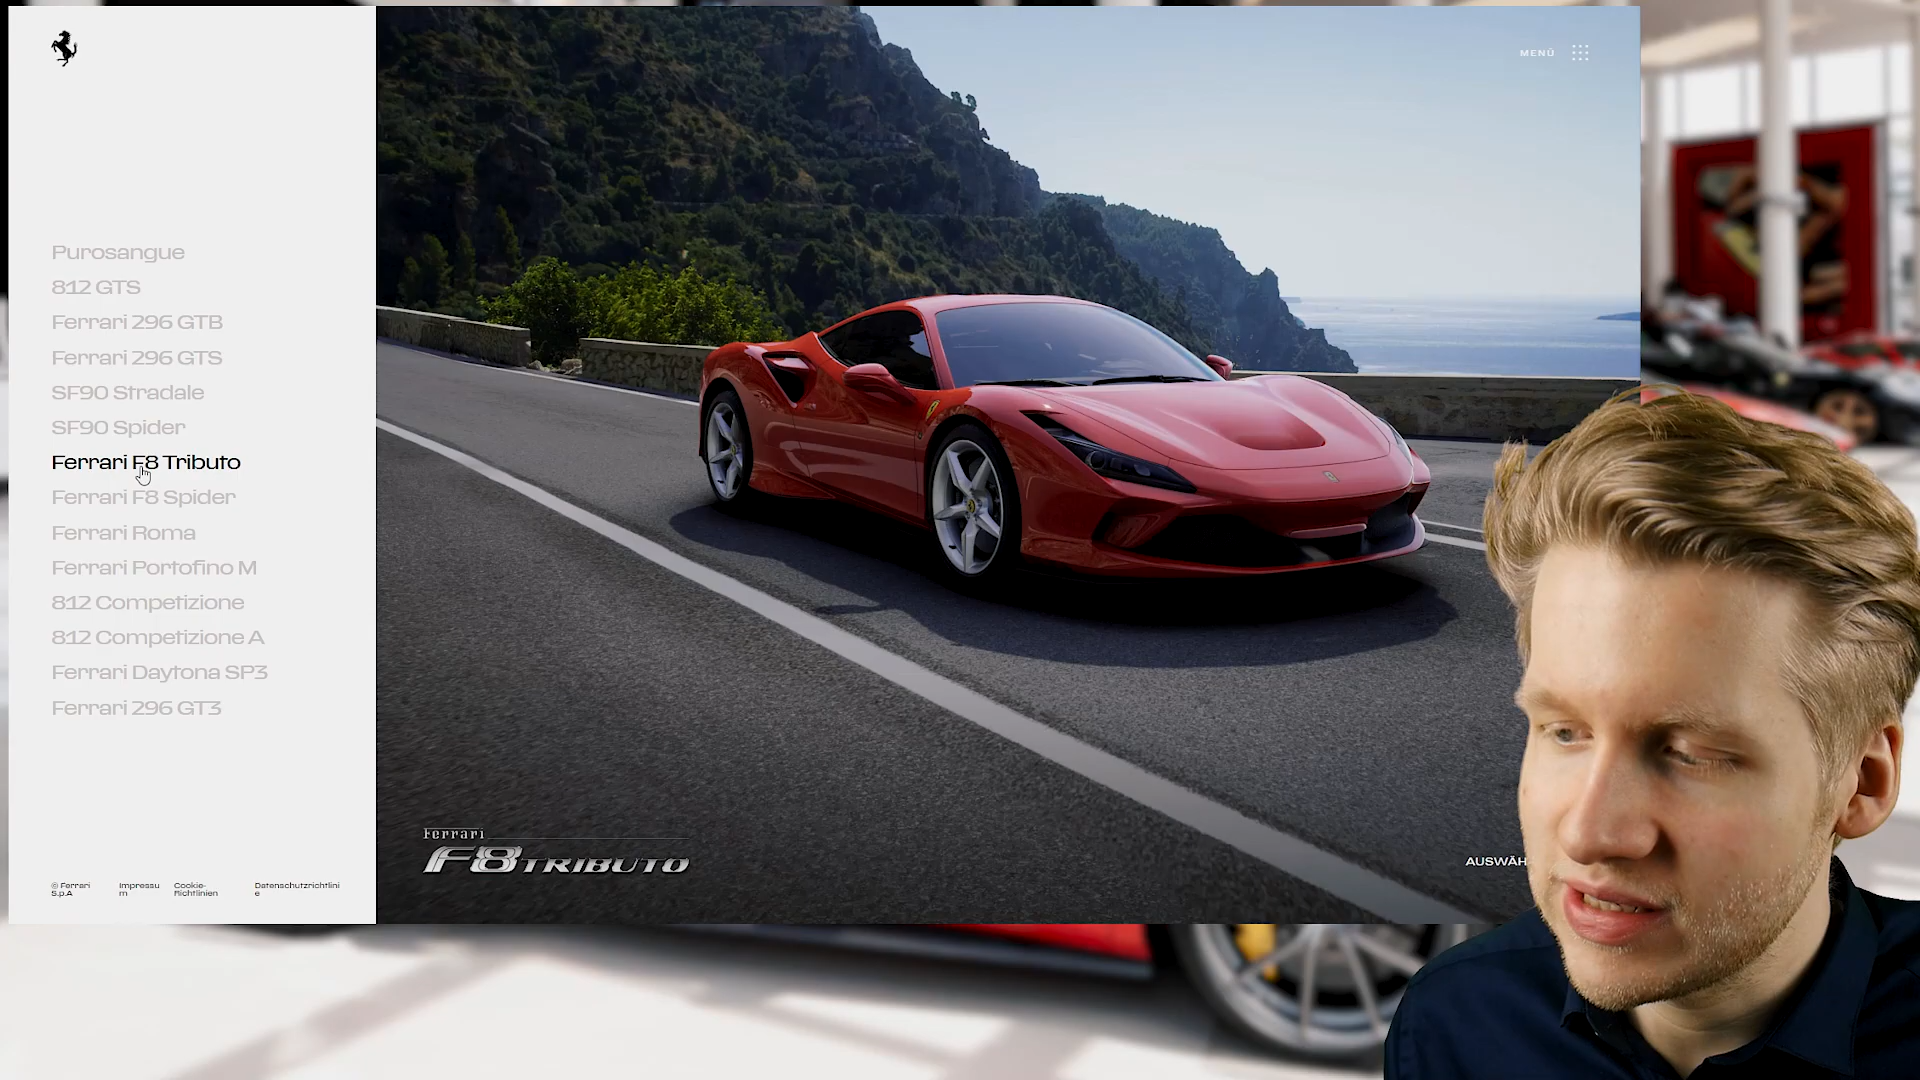 MENÜ
Purosangue
812 GTS
Ferrari 296 GTB
Ferrari 296 GTS
SF90 Stradale
SF90 Spider
Ferrari F8 Tributo
Ferrari F8 Spider
Ferrari Roma
Ferrari Portofino M
812 Competizione
812 Competizione A
Ferrari Daytona SP3
Ferrari 296 GT3
Ferrari
F8 TRIBUTO
AUSWÄH
© Ferrari
S.p.A
Impressu
m
Cookie-
Richtlinien
Datenschutzrichtlini
e